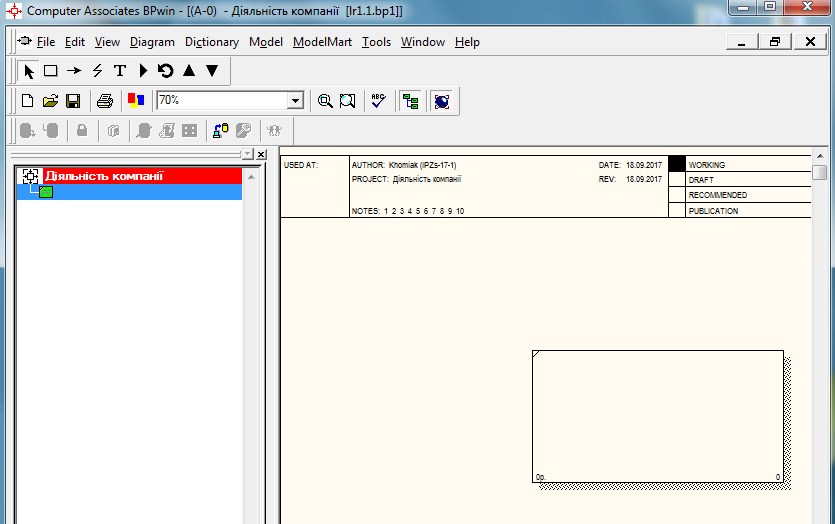 Computer Associates BPwin - [(A-0)  - Діяльність компанії  [lr1.1.bp1]]
File Edit View Diagram Dictionary Model ModelMart Tools Window Help
T
70%
ABC
Діяльність компанії
USED AT: AUTHOR: Khomiak (IPZs-17-1) DATE: 18.09.2017 WORKING
PROJECT: Діяльність компанії REV: 18.09.2017 DRAFT
RECOMMENDED
NOTES: 1 2 3 4 5 6 7 8 9 10 PUBLICATION
0р. 0